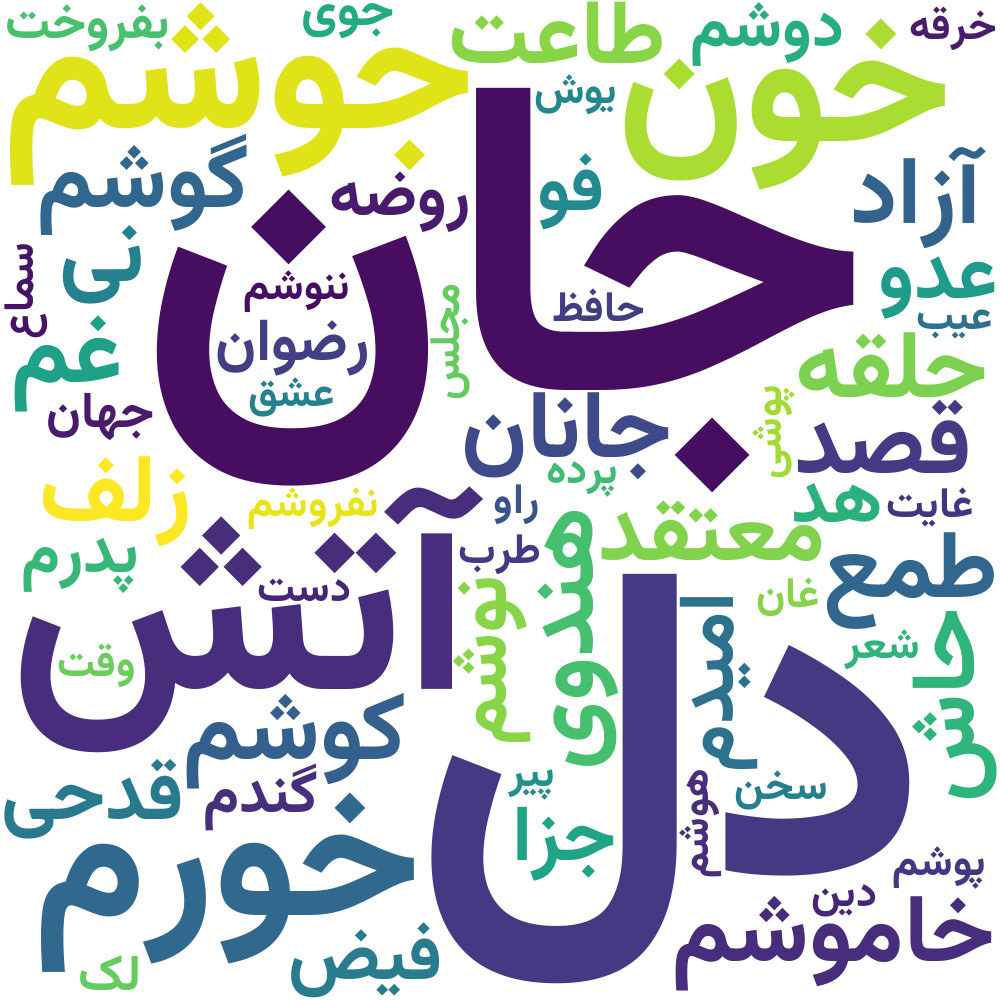 بفروخت
جوی
طاعت
دوشم
خرقه
جوشم
خون
یوش
گوشم
روضه
فو
آزاد
جان
نی
سماع
ننوشم
حافظ
عدو
عیب
غم
رضوان
مجلس
حلقه
عشق
جهان
جانان
پوشی
قصد
زلف
نفروشم
پرده
راو
هد
غایت
پدرم
آتش
طرب
هندوی
معتقد
طمع
دست
نوشم
امیدم
غان
شعر
وقت
دل
حاش
کوشم
قدحی
گندم
پیر
هوشم
سخن
خورم
جزا
پوشم
دین
خاموشم
فیض
لک